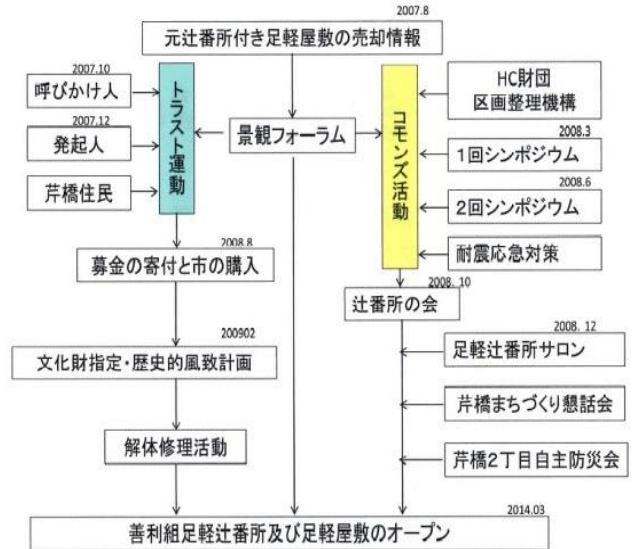 2007.8
元辻番所付き足軽屋敷の売却情報
2007.10
呼びかけ人
2007.12
発起人
芹橋住民
トラスト運動
景観フォーラム
コモンズ活動
HC財団
区画整理機構
2008.3
1回シンポジウム
2008.6
2回シンポジウム
耐震応急対策
2008.8
募金の寄付と市の購入
2008. 10
辻番所の会
200902
文化財指定・歴史的風致計画
2008. 12
足軽辻番所サロン
芹橋まちづくり懇話会
解体修理活動
芹橋2丁目自主防災会
2014.03
善利組足軽辻番所及び足軽屋敷のオープン